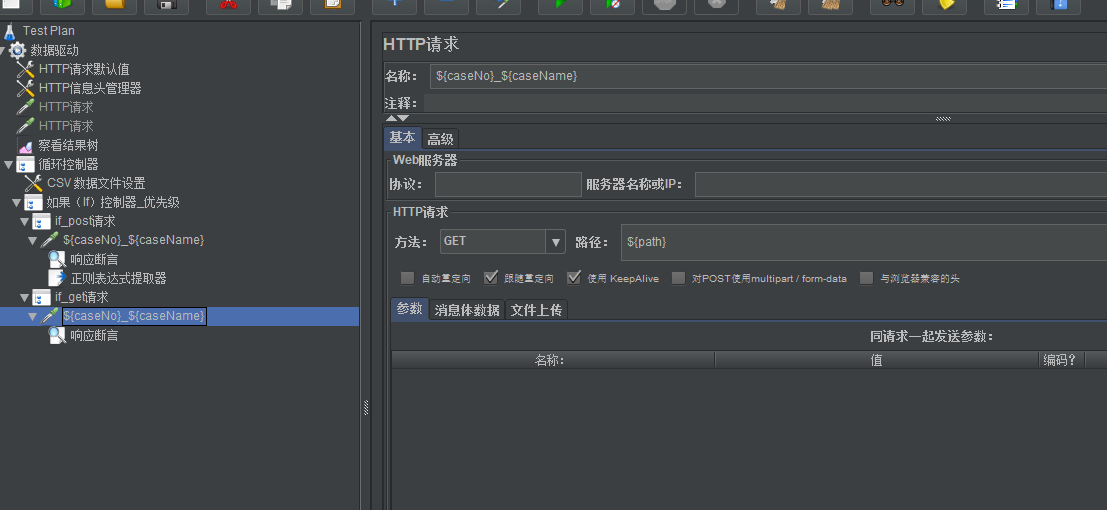 Test Plan
数据驱动
HTTP请求默认值
HTTP信息头管理器
HTTP请求
HTTP请求
察看结果树
循环控制器
CSV 数据文件设置
如果（If）控制器_优先级
if_post请求
${caseNo}_${caseName}
响应断言
正则表达式提取器
if_get请求
${caseNo}_${caseName}
响应断言
HTTP请求
名称： ${caseNo}_${caseName}
注释：
基本 高级
Web服务器
协议： 服务器名称或IP：
HTTP请求
方法： GET 路径： ${path}
自动重定向 跟随重定向 使用 KeepAlive 对POST使用multipart / form-data 与浏览器兼容的头
参数 消息体数据 文件上传
同请求一起发送参数：
名称： 值 编码?